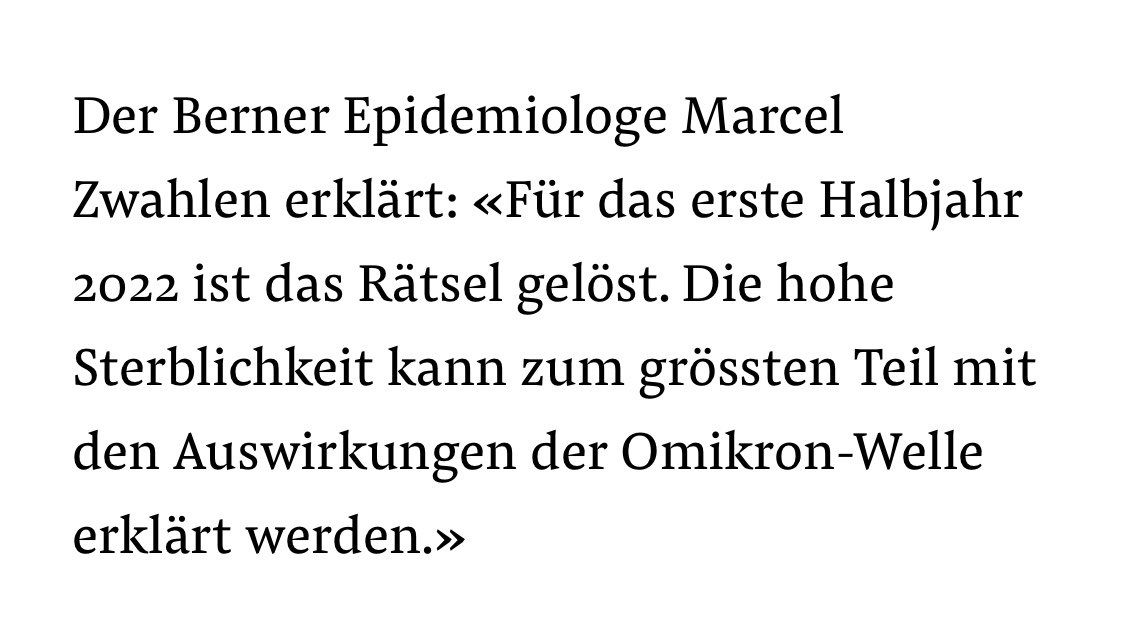 Der Berner Epidemiologe Marcel
Zwahlen erklärt: «Für das erste Halbjahr
2022 ist das Rätsel gelöst. Die hohe
Sterblichkeit kann zum grössten Teil mit
den Auswirkungen der Omikron-Welle
erklärt werden.»